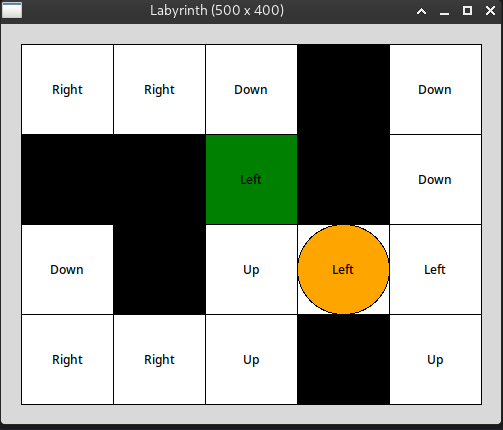 Labyrinth (500 x 400)
Right Right Down Down
Left Down
Down Up Left Left
Right Right Up Up